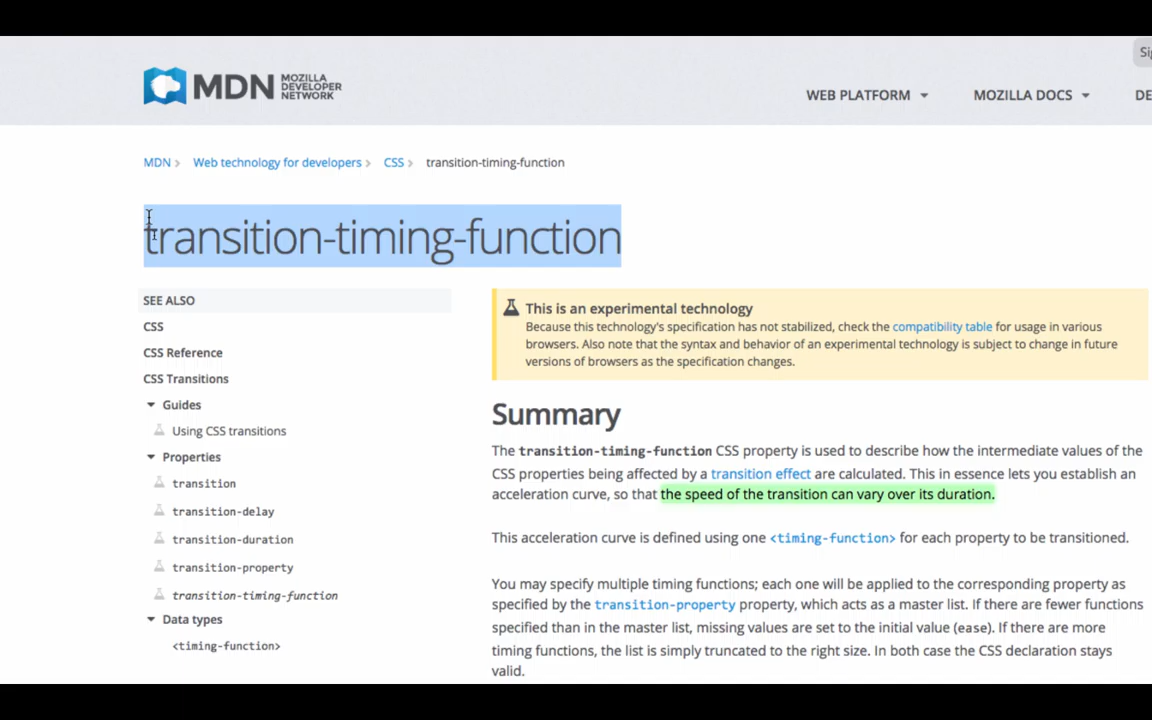 Sig
MDN MOZILLA DEVELOPER NETWORK
WEB PLATFORM MOZILLA DOCS DE
MDN Web technology for developers CSS transition-timing-function
transition-timing-function
SEE ALSO
CSS
CSS Reference
CSS Transitions
Guides
Using CSS transitions
Properties
transition
transition-delay
transition-duration
transition-property
transition-timing-function
Data types
<timing-function>
This is an experimental technology
Because this technology's specification has not stabilized, check the compatibility table for usage in various
browsers. Also note that the syntax and behavior of an experimental technology is subject to change in future
versions of browsers as the specification changes.
Summary
The transition-timing-function CSS property is used to describe how the intermediate values of the
CSS properties being affected by a transition effect are calculated. This in essence lets you establish an
acceleration curve, so that the speed of the transition can vary over its duration.
This acceleration curve is defined using one <timing-function> for each property to be transitioned.
You may specify multiple timing functions; each one will be applied to the corresponding property as
specified by the transition-property property, which acts as a master list. If there are fewer functions
specified than in the master list, missing values are set to the initial value (ease). If there are more
timing functions, the list is simply truncated to the right size. In both case the CSS declaration stays
valid.